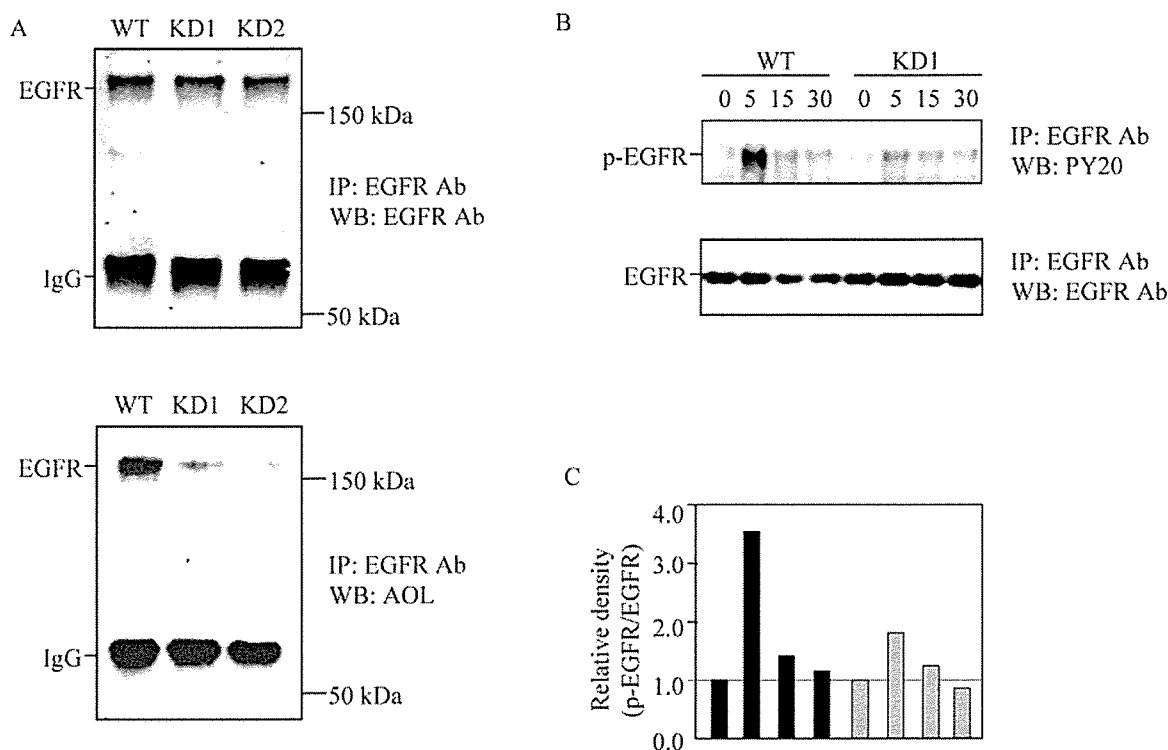 A
WT KD1 KD2
EGFR
150 kDa
IP: EGFR Ab
WB: EGFR Ab
IgG
50 kDa
WT KD1 KD2
EGFR
150 kDa
IP: EGFR Ab
WB: AOL
IgG
50 kDa
B
WT KD1
0 5 15 30 0 5 15 30
p-EGFR
IP: EGFR Ab
WB: PY20
EGFR
IP: EGFR Ab
WB: EGFR Ab
C
Relative density
(p-EGFR/EGFR)
4.0
3.0
2.0
1.0
0.0